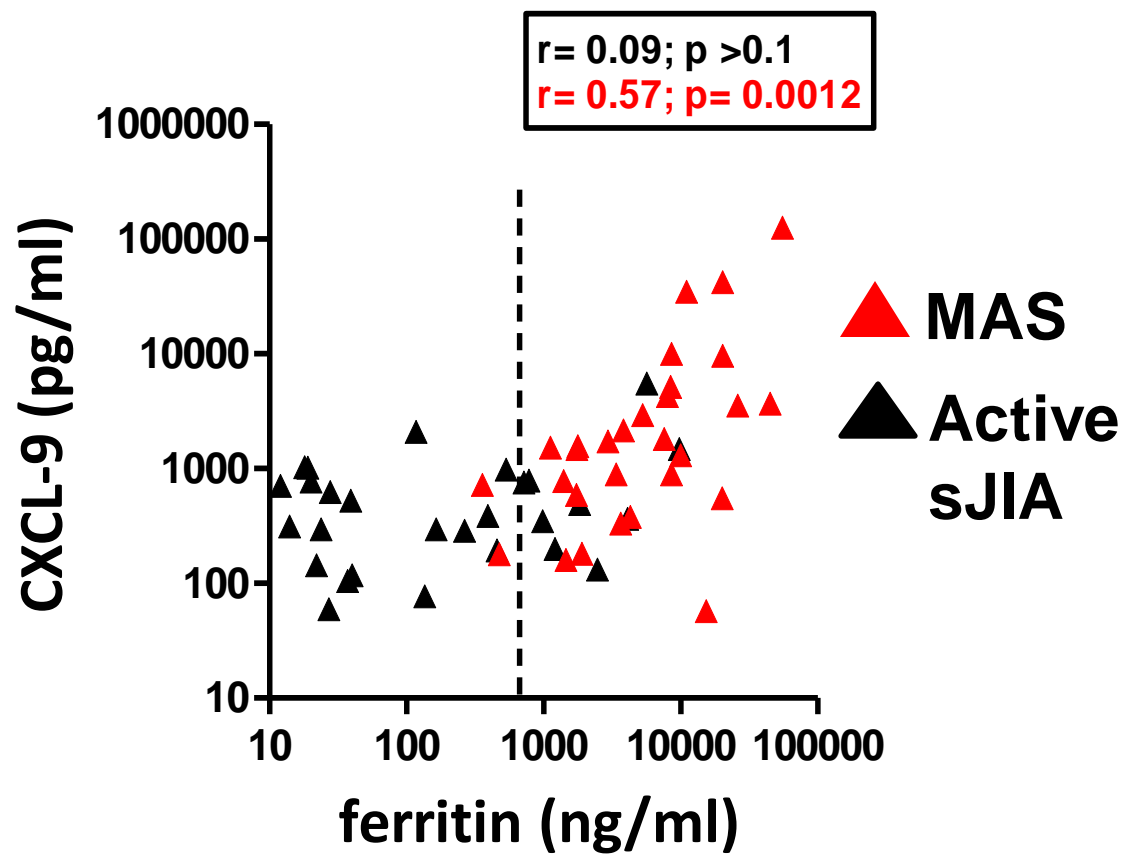 r= 0.09; p >0.1
r= 0.57; p= 0.0012
1000000
100000
10000
1000
100
10
CXCL-9 (pg/ml)
10 100 1000 10000 100000
ferritin (ng/ml)
MAS
Active
sJIA